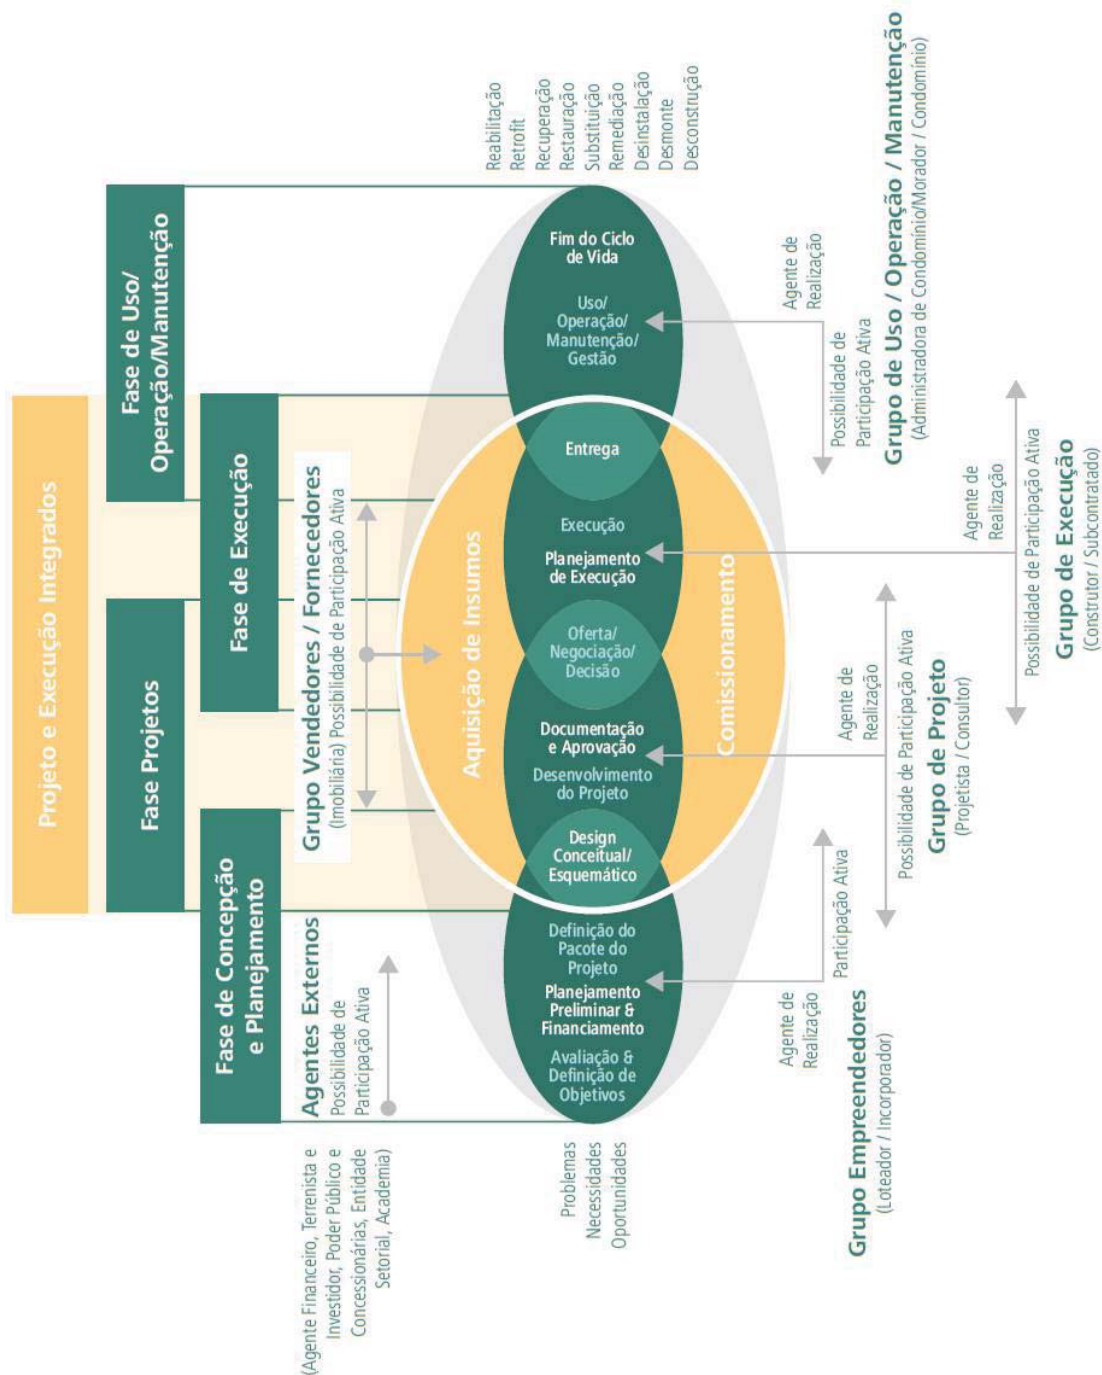 Projeto e Execução Integrados
Fase de Concepção
e Planejamento
Fase Projetos
Fase de Execução
Fase de Uso/
Operação/Manutenção
(Agente Financeiro, Terrenista e
Investidor, Poder Público e
Concessionárias, Entidade
Setorial, Academia)
Agentes Externos
Possibilidade de
Participação Ativa
Grupo Vendedores / Fornecedores
(Imobiliária) Possibilidade de Participação Ativa
Aquisição de Insumos
Problemas
Necessidades
Oportunidades
Avaliação &
Definição de
Objetivos
Planejamento
Preliminar &
Financiamento
Definição do
Pacote do
Projeto
Design
Conceitual/
Esquemático
Desenvolvimento
do Projeto
Documentação
e Aprovação
Oferta/
Negociação/
Decisão
Planejamento
de Execução
Execução
Entrega
Uso/
Operação/
Manutenção/
Gestão
Fim do Ciclo
de Vida
Reabilitação
Retrofit
Recuperação
Restauração
Substituição
Remediação
Desinstalação
Desmonte
Desconstrução
Comissionamento
Agente de
Realização
Participação Ativa
Grupo Empreendedores
(Loteador / Incorporador)
Agente de
Realização
Possibilidade de Participação Ativa
Grupo de Projeto
(Projetista / Consultor)
Agente de
Realização
Possibilidade de Participação Ativa
Grupo de Execução
(Construtor / Subcontratado)
Agente de
Realização
Possibilidade de
Participação Ativa
Grupo de Uso / Operação / Manutenção
(Administradora de Condomínio/Morador / Condomínio)